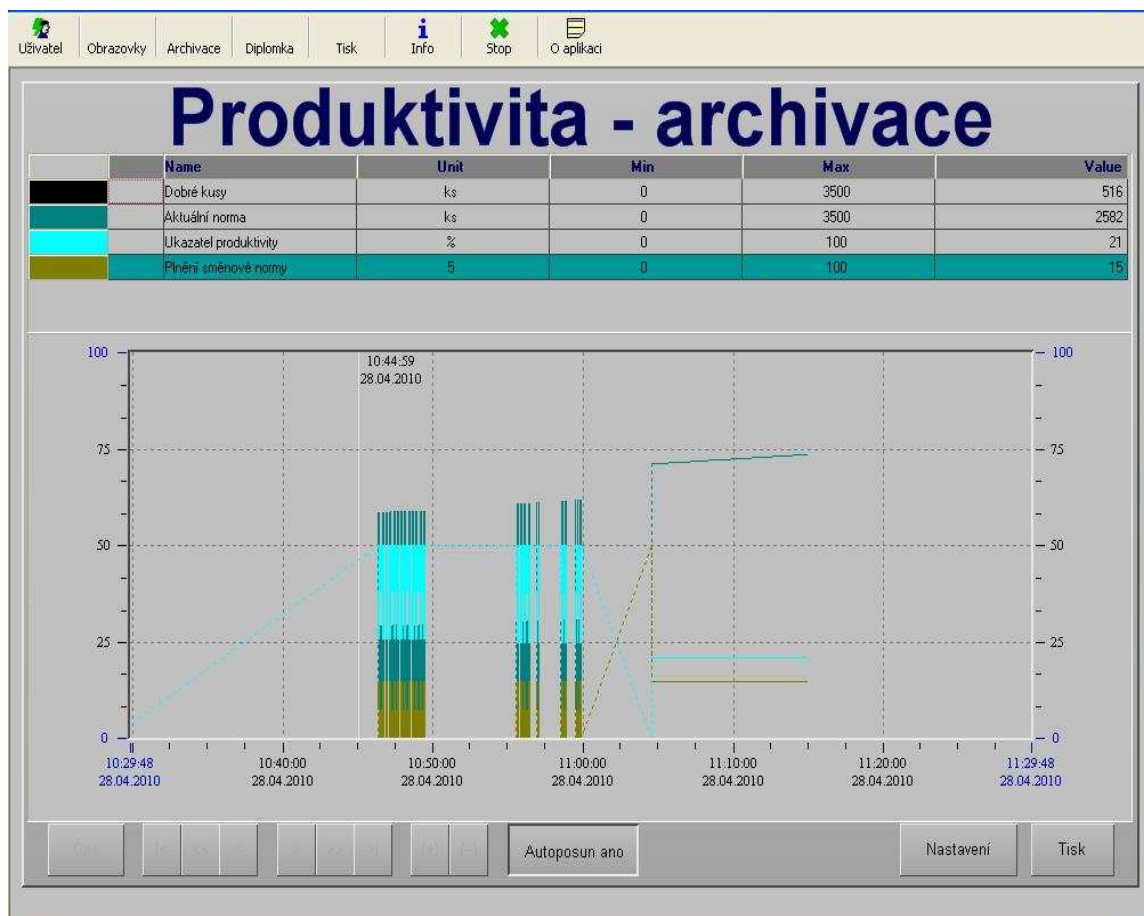 Uživatel Obrazovky Archivace Diplomka Tisk Info Stop O aplikaci
Produktivita - archivace
Name Unit Min Max Value
Dobré kusy ks 0 3500 516
Aktuální norma ks 0 3500 2582
Ukazatel produktivity % 0 100 21
Plnění směnové normy 5 0 100 15
100 100
10:44:59
28.04.2010
75 75
50 50
25 25
0 0
10:29:48 10:40:00 10:50:00 11:00:00 11:10:00 11:20:00 11:29:48
28.04.2010 28.04.2010 28.04.2010 28.04.2010 28.04.2010 28.04.2010 28.04.2010
|< << < > >> >| (+) (-) Autoposun ano Nastavení Tisk